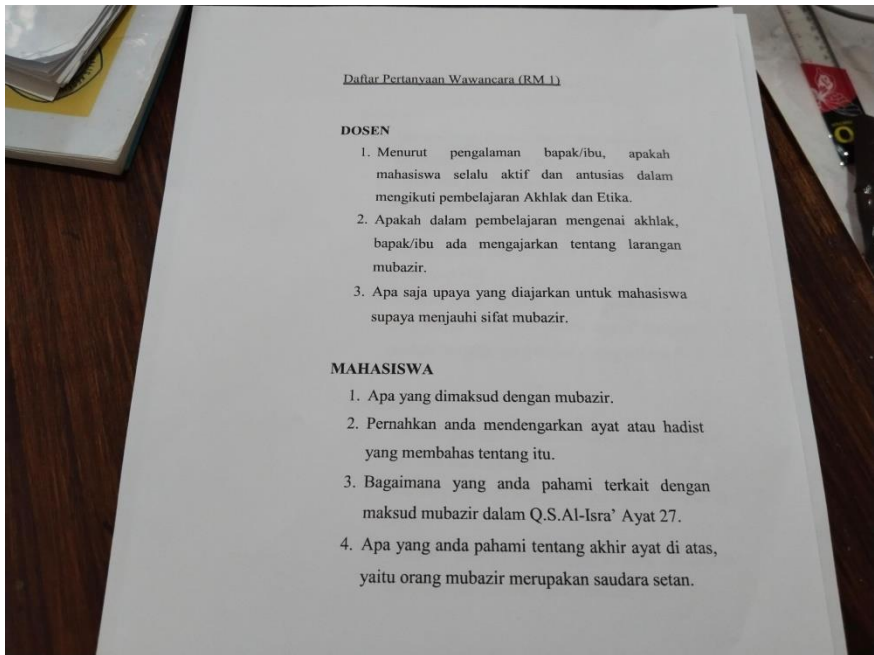 Daftar Pertanyaan Wawancara (RM 1)
DOSEN
1. Menurut pengalaman bapak/ibu, apakah
mahasiswa selalu aktif dan antusias dalam
mengikuti pembelajaran Akhlak dan Etika.
2. Apakah dalam pembelajaran mengenai akhlak,
bapak/ibu ada mengajarkan tentang larangan
mubazir.
3. Apa saja upaya yang diajarkan untuk mahasiswa
supaya menjauhi sifat mubazir.
MAHASISWA
1. Apa yang dimaksud dengan mubazir.
2. Pernahkan anda mendengarkan ayat atau hadist
yang membahas tentang itu.
3. Bagaimana yang anda pahami terkait dengan
maksud mubazir dalam Q.S.Al-Isra’ Ayat 27.
4. Apa yang anda pahami tentang akhir ayat di atas,
yaitu orang mubazir merupakan saudara setan.